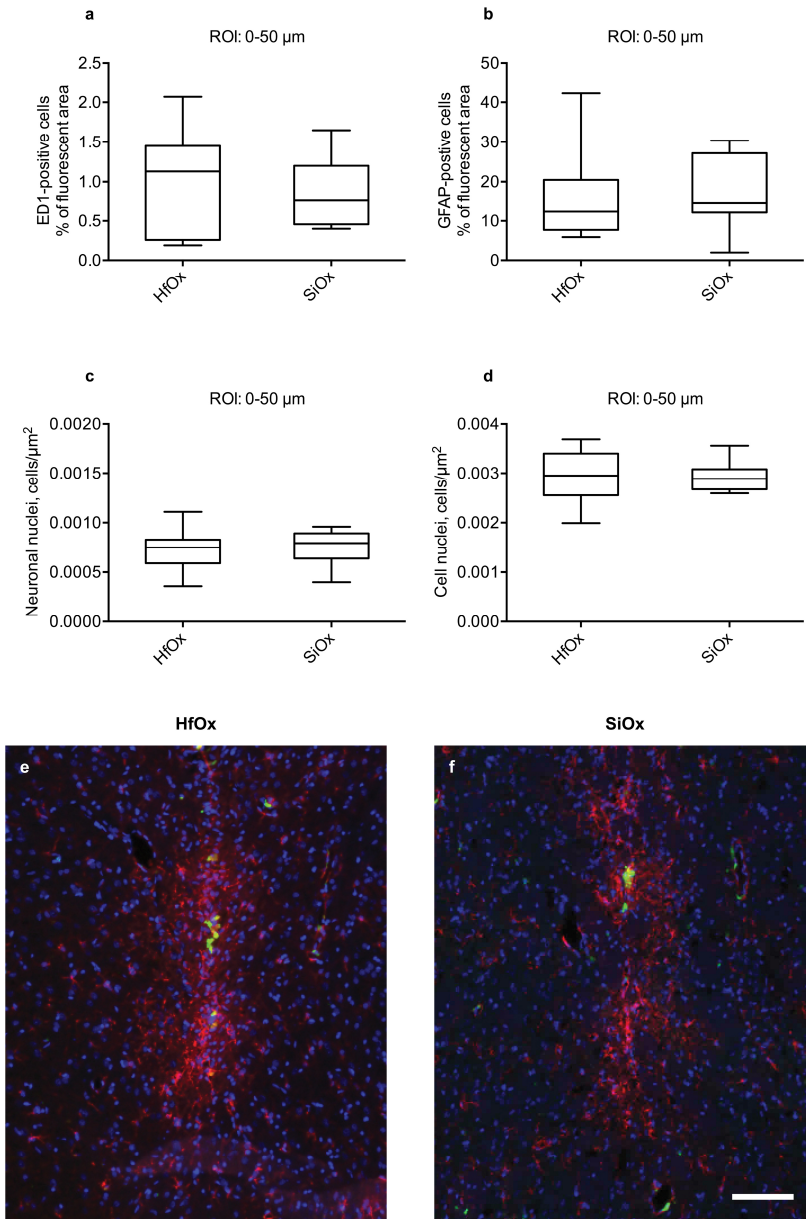 a
ROI: 0-50 µm
ED1-positive cells
% of fluorescent area
2.5
2.0
1.5
1.0
0.5
0.0
HfOx
SiOx
b
ROI: 0-50 µm
GFAP-postive cells
% of fluorescent area
50
40
30
20
10
0
HfOx
SiOx
c
ROI: 0-50 µm
Neuronal nuclei, cells/µm²
0.0020
0.0015
0.0010
0.0005
0.0000
HfOx
SiOx
d
ROI: 0-50 µm
Cell nuclei, cells/µm²
0.004
0.003
0.002
0.001
0.000
HfOx
SiOx
HfOx
e
SiOx
f